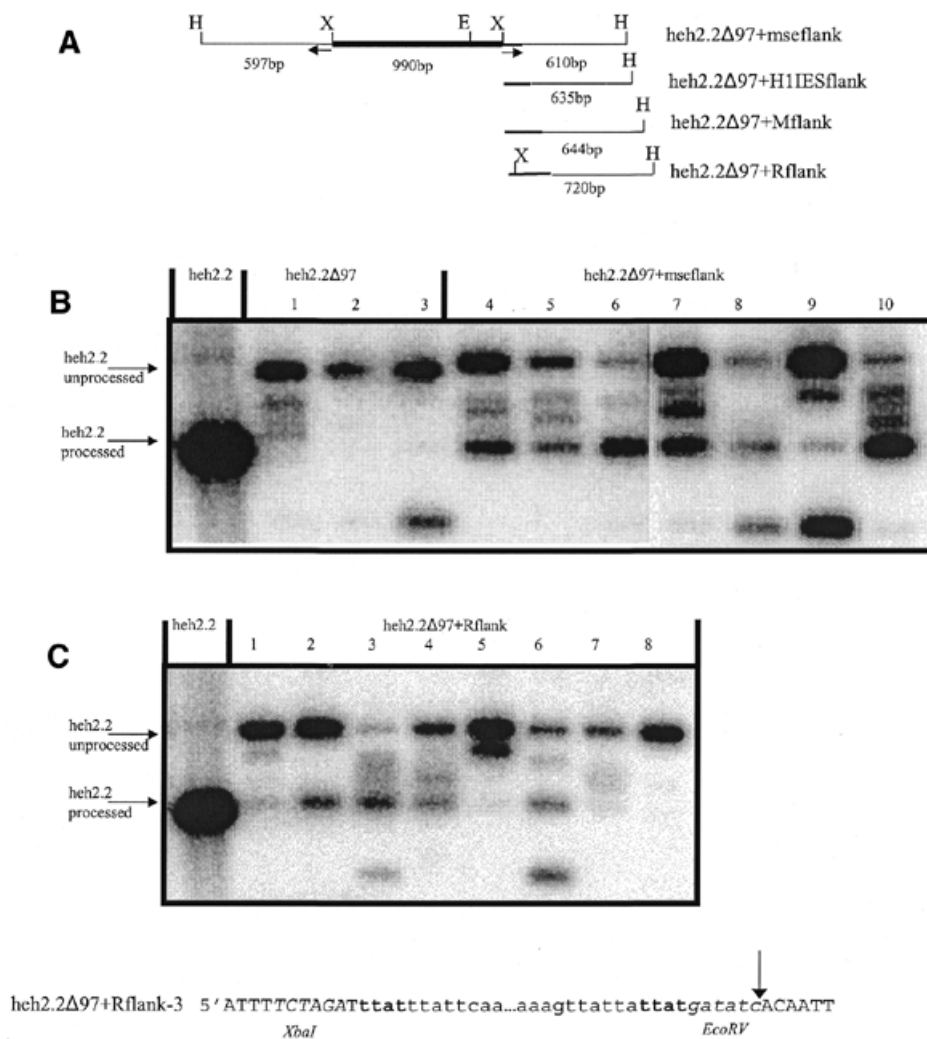 A
H X E X H
heh2.2Δ97+mseflank
597bp 990bp 610bp
H
heh2.2Δ97+H1IESflank
635bp
H
heh2.2Δ97+Mflank
644bp
X H
heh2.2Δ97+Rflank
720bp
B
heh2.2 heh2.2Δ97 heh2.2Δ97+mseflank
1 2 3 4 5 6 7 8 9 10
heh2.2
unprocessed
heh2.2
processed
C
heh2.2 heh2.2Δ97+Rflank
1 2 3 4 5 6 7 8
heh2.2
unprocessed
heh2.2
processed
heh2.2Δ97+Rflank-3 5'ATTTTCTAGATttatttattcaa…aaagttattattatgatatcACAATT
XbaI EcoRV